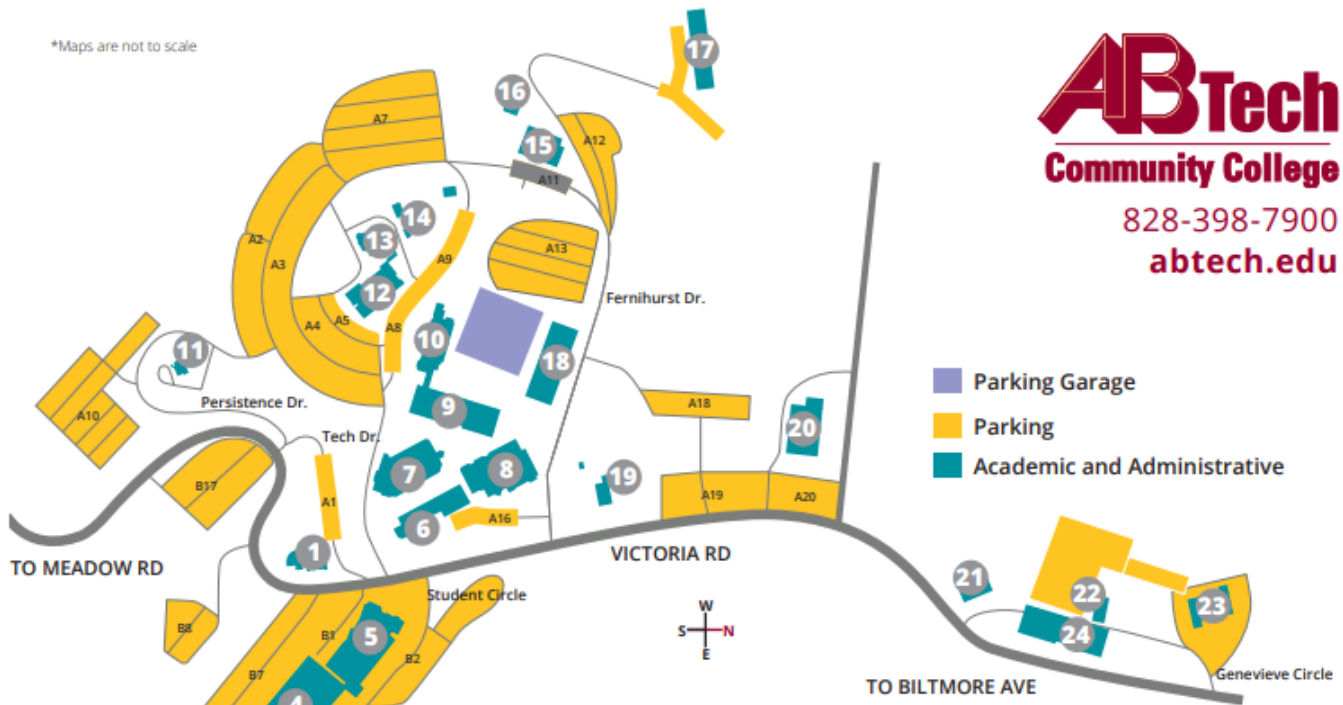 *Maps are not to scale
17
16
A7
15
A12
A11
AB Tech
Community College
828-398-7900
abtech.edu
14
13
A2
A3
A9
A13
12
Fernihurst Dr.
A4
A5
A8
10
11
18
Parking Garage
Persistence Dr.
A10
9
A18
Parking
20
Tech Dr.
7
8
Academic and Administrative
19
B17
A1
A19
A20
A16
6
1
TO MEADOW RD
VICTORIA RD
Student Circle
21
22
23
W
S
N
E
24
B8
B1
5
B2
B7
4
Genevieve Circle
TO BILTMORE AVE